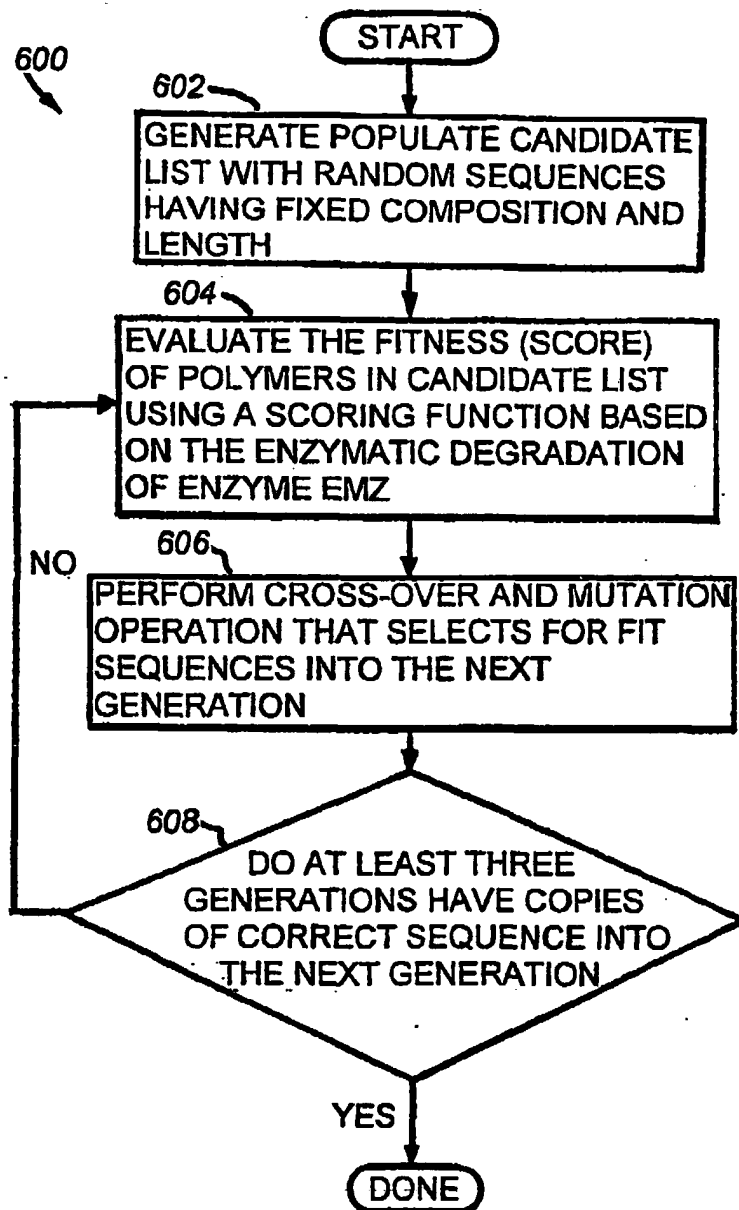 START
600
602
GENERATE POPULATE CANDIDATE
LIST WITH RANDOM SEQUENCES
HAVING FIXED COMPOSITION AND
LENGTH
604
EVALUATE THE FITNESS (SCORE)
OF POLYMERS IN CANDIDATE LIST
USING A SCORING FUNCTION BASED
ON THE ENZYMATIC DEGRADATION
OF ENZYME EMZ
NO
606
PERFORM CROSS-OVER AND MUTATION
OPERATION THAT SELECTS FOR FIT
SEQUENCES INTO THE NEXT
GENERATION
608
DO AT LEAST THREE
GENERATIONS HAVE COPIES
OF CORRECT SEQUENCE INTO
THE NEXT GENERATION
YES
DONE